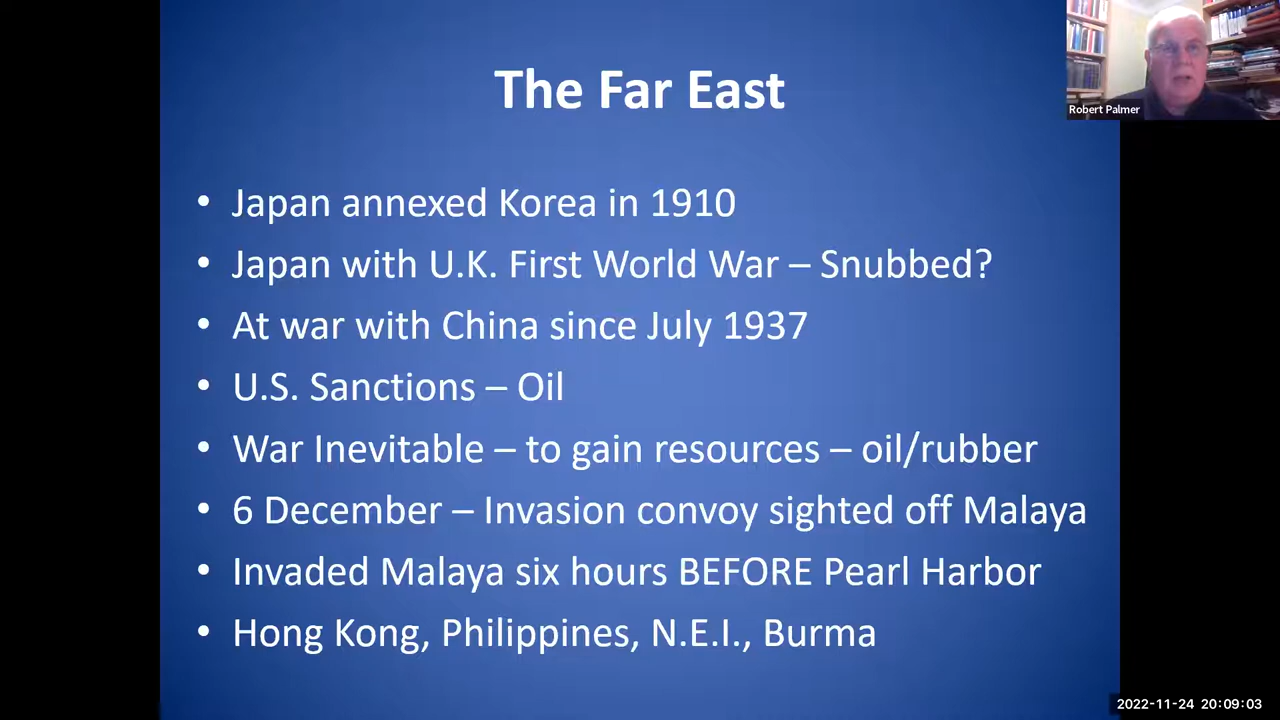 The Far East
Robert Palmer
• Japan annexed Korea in 1910
• Japan with U.K. First World War – Snubbed?
• At war with China since July 1937
• U.S. Sanctions – Oil
• War Inevitable – to gain resources – oil/rubber
• 6 December – Invasion convoy sighted off Malaya
• Invaded Malaya six hours BEFORE Pearl Harbor
• Hong Kong, Philippines, N.E.I., Burma
2022-11-24 20:09:03